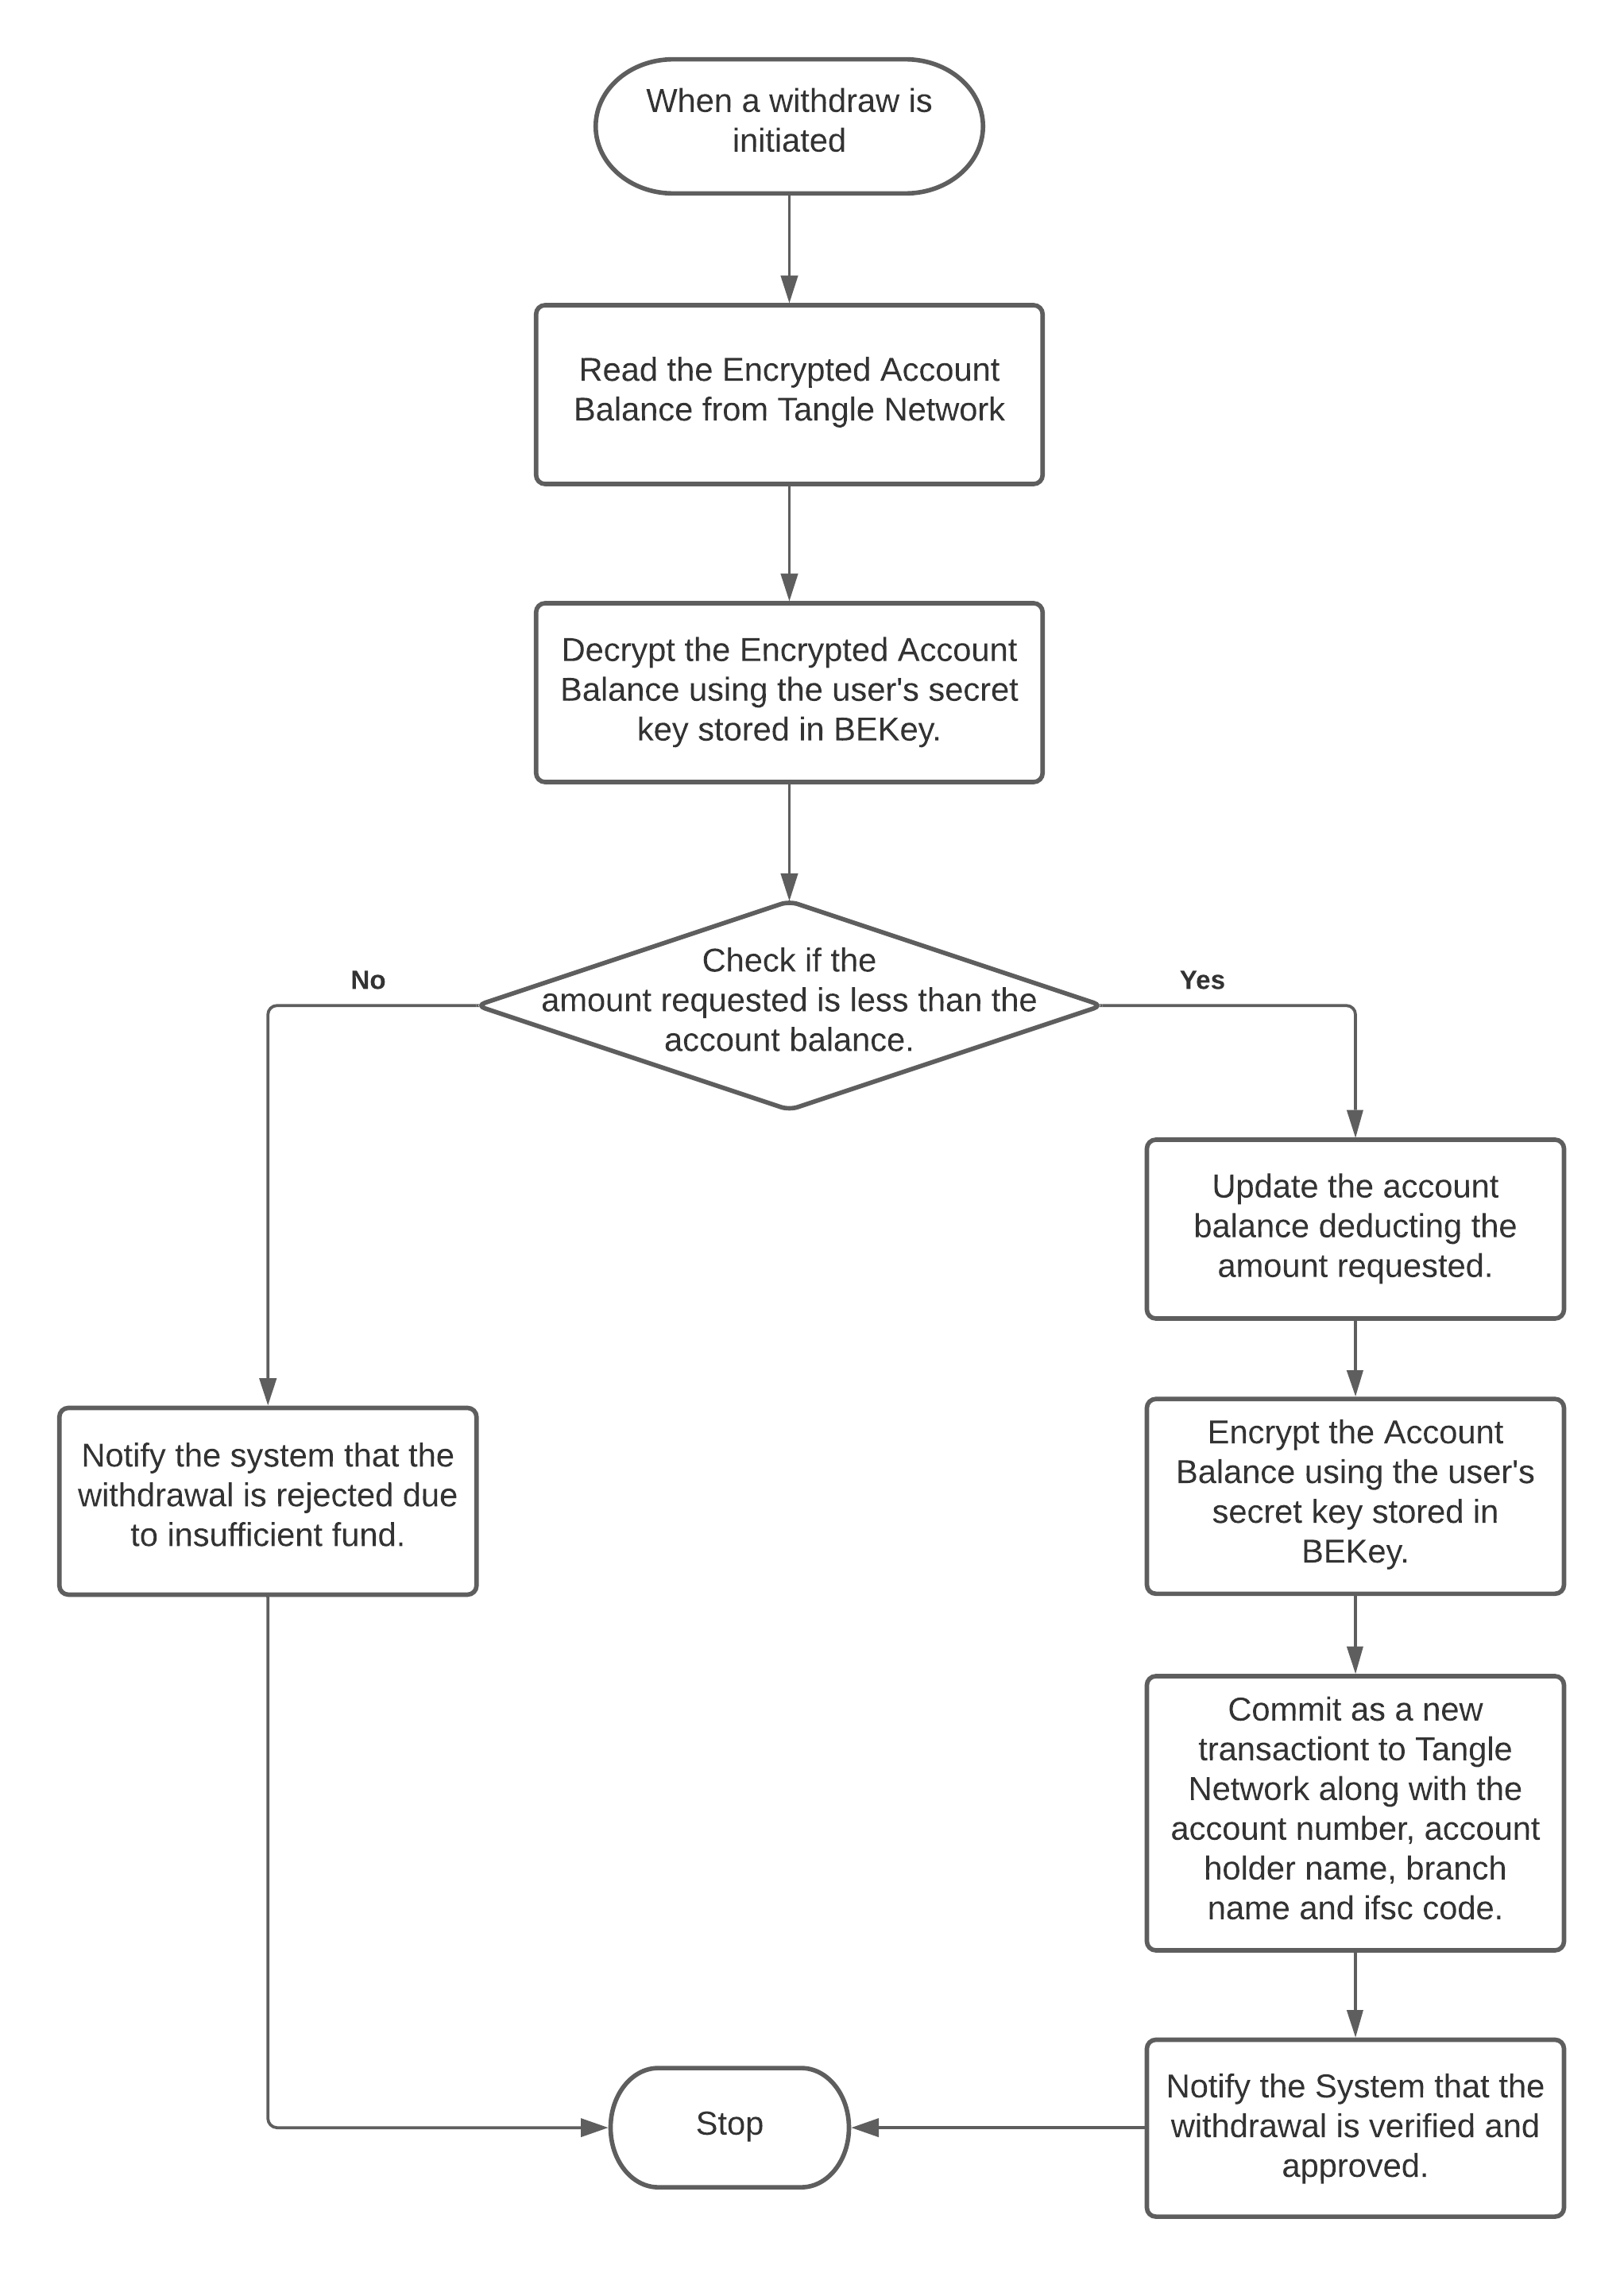 When a withdraw is
initiated
Read the Encrypted Account
Balance from Tangle Network
Decrypt the Encrypted Account
Balance using the user's secret
key stored in BEKey.
Check if the
amount requested is less than the
account balance.
No
Yes
Update the account
balance deducting the
amount requested.
Encrypt the Account
Balance using the user's
secret key stored in
BEKey.
Notify the system that the
withdrawal is rejected due
to insufficient fund.
Commit as a new
transactiont to Tangle
Network along with the
account number, account
holder name, branch
name and ifsc code.
Notify the System that the
withdrawal is verified and
approved.
Stop